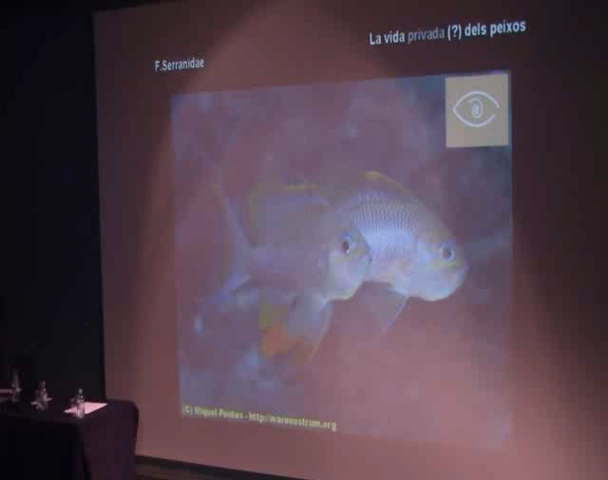 La vida privada (?) dels peixos
F.Serranidae
(C) Miquel Pontes - http://marenostrum.org